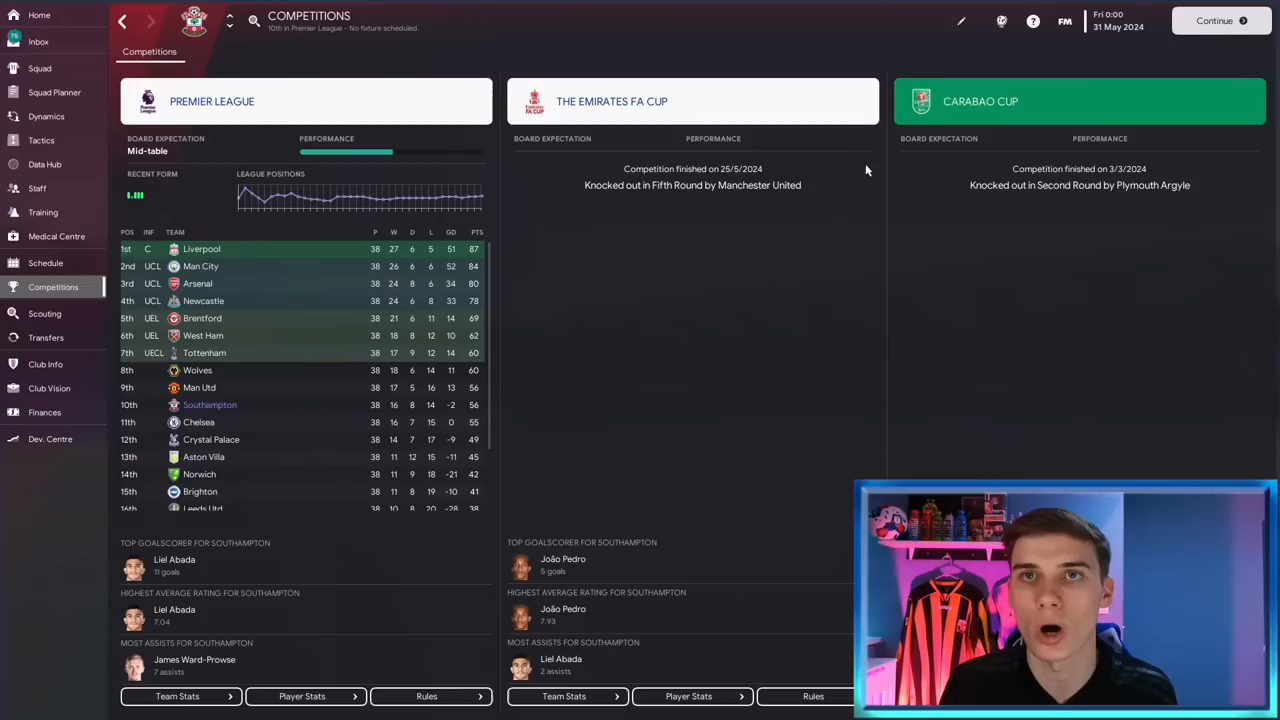 Home
75
Inbox
Squad
Squad Planner
Dynamics
Tactics
Data Hub
Staff
Training
Medical Centre
Schedule
Competitions
Scouting
Transfers
Club Info
Club Vision
Finances
Dev. Centre
COMPETITIONS
10th in Premier League - No fixture scheduled.
FM
Fri 0:00
31 May 2024
Continue
Competitions
PREMIER LEAGUE
BOARD EXPECTATION PERFORMANCE
Mid-table
RECENT FORM LEAGUE POSITIONS
POS INF TEAM P W D L GD PTS
1st C Liverpool 38 27 6 5 51 87
2nd UCL Man City 38 26 6 6 52 84
3rd UCL Arsenal 38 24 8 6 34 80
4th UCL Newcastle 38 24 6 8 33 78
5th UEL Brentford 38 21 6 11 14 69
6th UEL West Ham 38 18 8 12 10 62
7th UECL Tottenham 38 17 9 12 14 60
8th Wolves 38 18 6 14 11 60
9th Man Utd 38 17 5 16 13 56
10th Southampton 38 16 8 14 -2 56
11th Chelsea 38 16 7 15 0 55
12th Crystal Palace 38 14 7 17 -9 49
13th Aston Villa 38 11 12 15 -11 45
14th Norwich 38 11 9 18 -21 42
15th Brighton 38 11 8 19 -10 41
16th Leeds Utd 38 10 8 20 -28 38
TOP GOALSCORER FOR SOUTHAMPTON
Liel Abada
11 goals
HIGHEST AVERAGE RATING FOR SOUTHAMPTON
Liel Abada
7.04
MOST ASSISTS FOR SOUTHAMPTON
James Ward-Prowse
7 assists
Team Stats Player Stats Rules
THE EMIRATES FA CUP
BOARD EXPECTATION PERFORMANCE
Competition finished on 25/5/2024
Knocked out in Fifth Round by Manchester United
TOP GOALSCORER FOR SOUTHAMPTON
João Pedro
5 goals
HIGHEST AVERAGE RATING FOR SOUTHAMPTON
João Pedro
7.93
MOST ASSISTS FOR SOUTHAMPTON
Liel Abada
2 assists
Team Stats Player Stats Rules
CARABAO CUP
BOARD EXPECTATION PERFORMANCE
Competition finished on 3/3/2024
Knocked out in Second Round by Plymouth Argyle